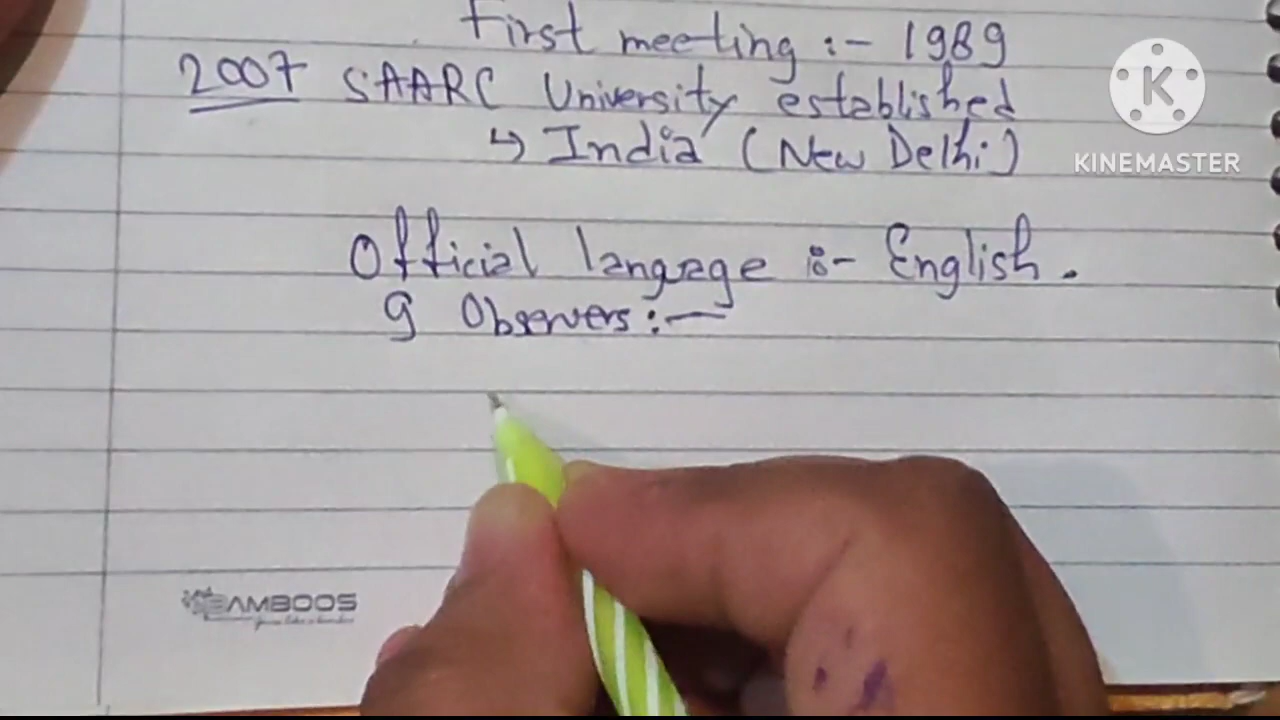 First meeting :- 1989
2007 SAARC University established
↳ India (New Delhi)
Official langage :- English.
9 Observers :—
KINEMASTER
BAMBOOS